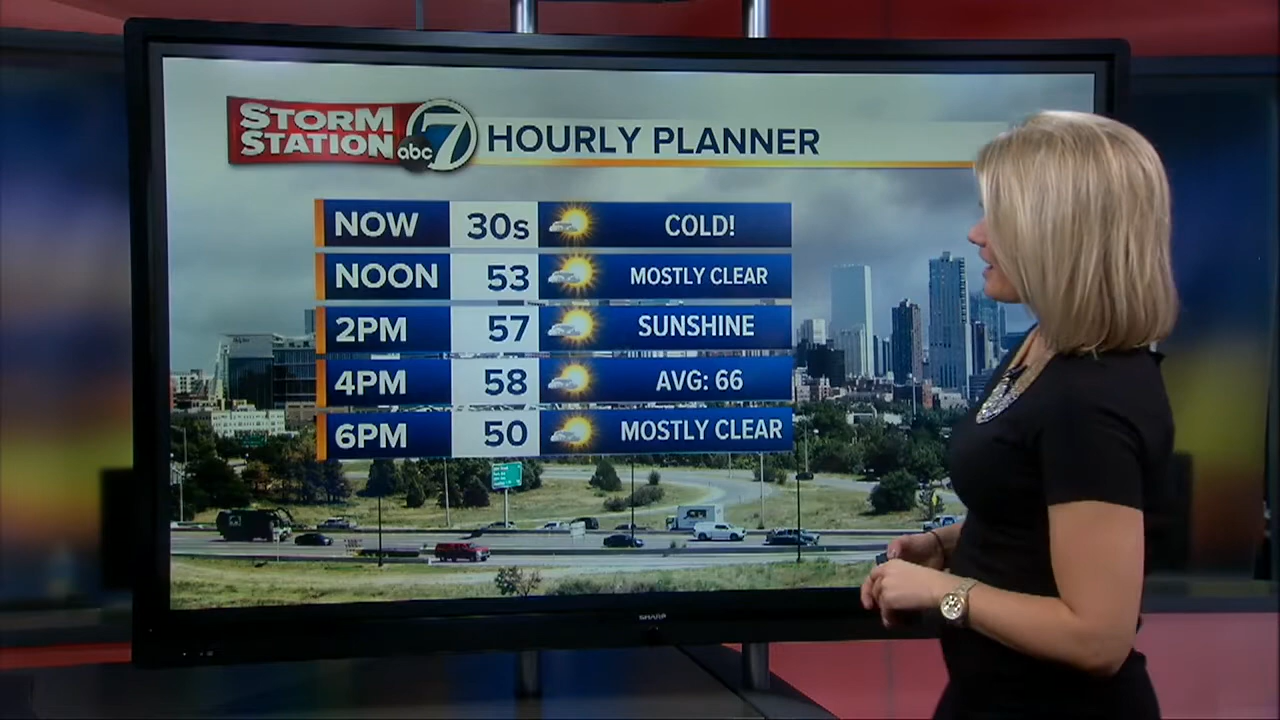 STORM
STATION
abc 7
HOURLY PLANNER
NOW 30s COLD!
NOON 53 MOSTLY CLEAR
2PM 57 SUNSHINE
4PM 58 AVG: 66
6PM 50 MOSTLY CLEAR
SHARP